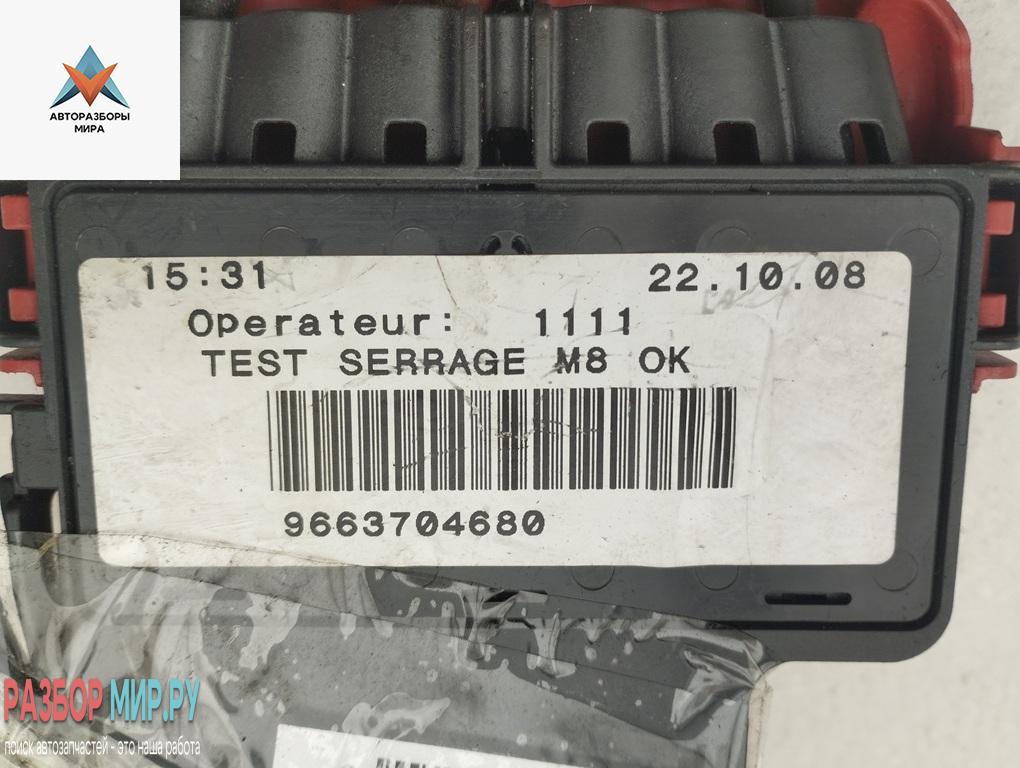 АВТОРАЗБОРЫ
МИРА
15:31 22.10.08
Operateur: 1111
TEST SERRAGE M8 OK
9663704680
РАЗБОР МИР.РУ
поиск автозапчастей - это наша работа